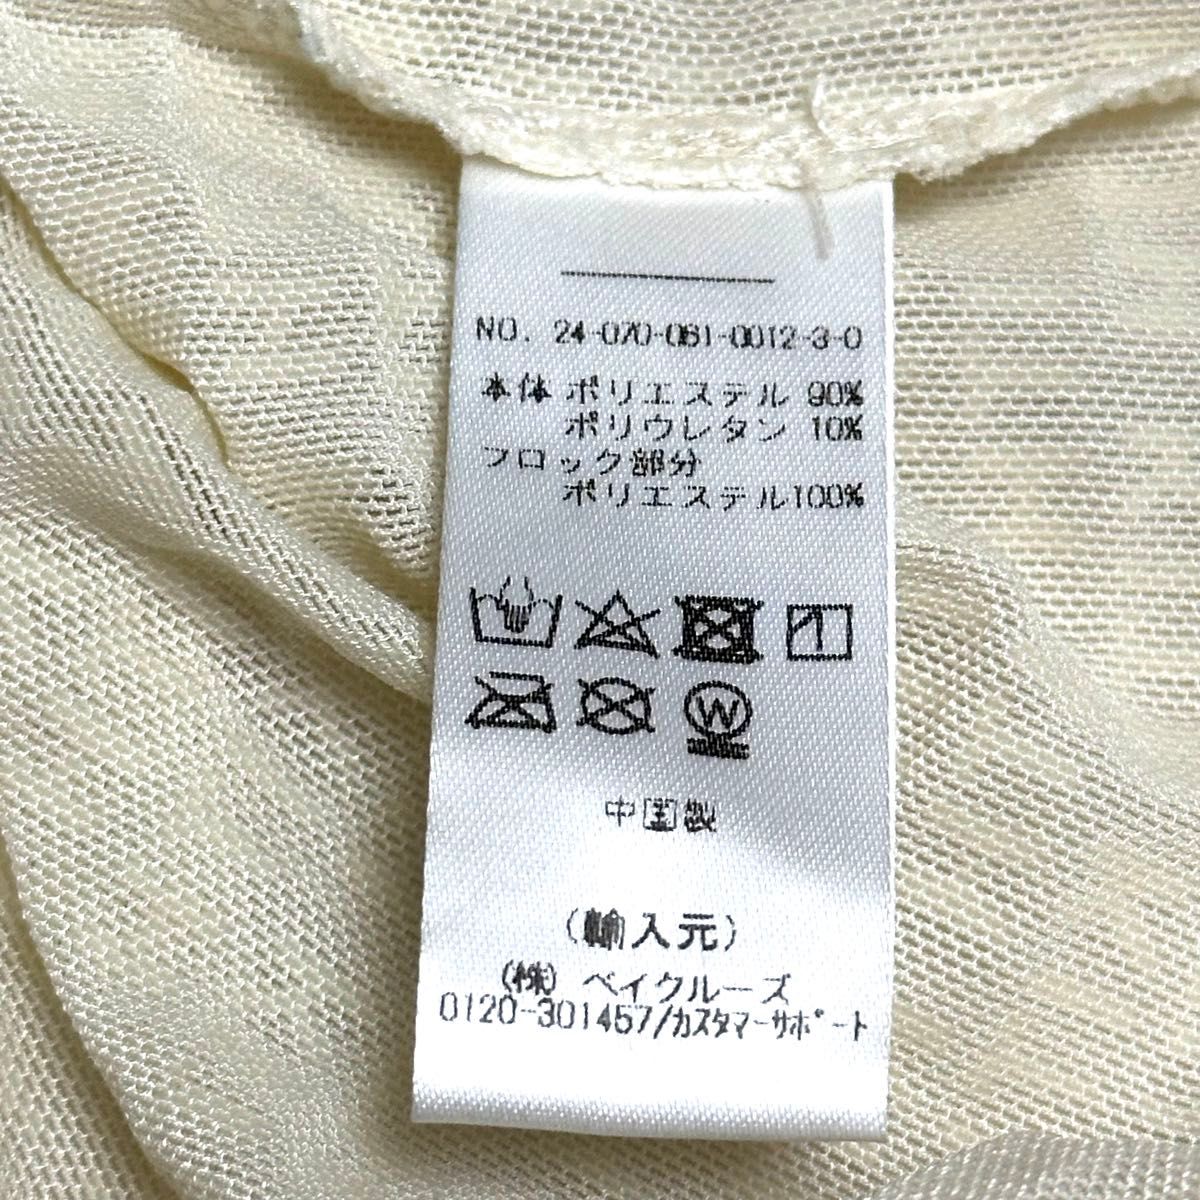 NO. 24-070-061-0012-3-0
本体 ポリエステル 90%
ポリウレタン 10%
フロック部分
ポリエステル100%
W
中国製
(輸入元)
(株) ベイクルーズ
0120-301457/カスタマーサポート